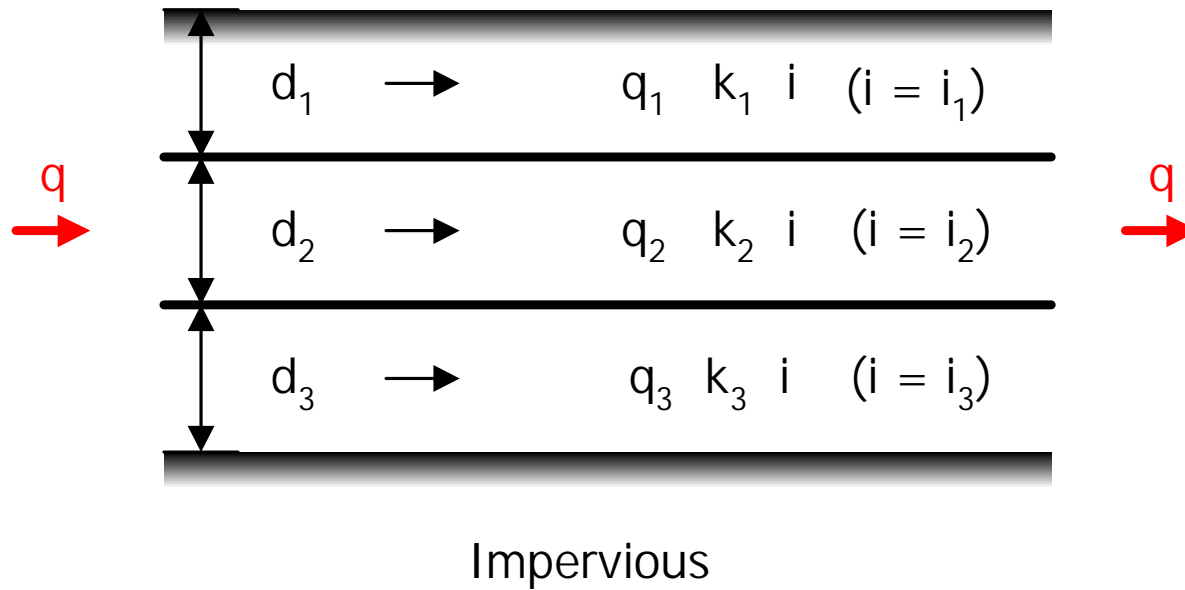 d₁ q₁ k₁ i (i = i₁)
q q
d₂ q₂ k₂ i (i = i₂)
d₃ q₃ k₃ i (i = i₃)
Impervious